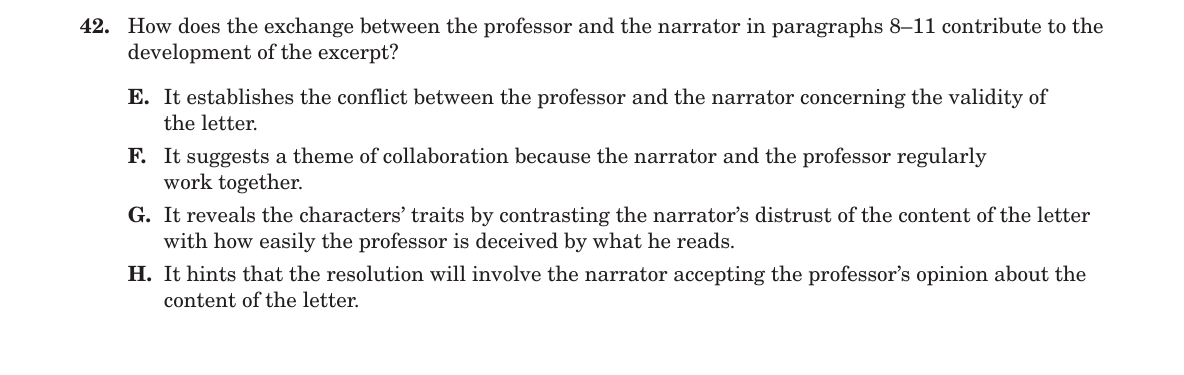 42. How does the exchange between the professor and the narrator in paragraphs 8–11 contribute to the
development of the excerpt?
E. It establishes the conflict between the professor and the narrator concerning the validity of
the letter.
F. It suggests a theme of collaboration because the narrator and the professor regularly
work together.
G. It reveals the characters’ traits by contrasting the narrator’s distrust of the content of the letter
with how easily the professor is deceived by what he reads.
H. It hints that the resolution will involve the narrator accepting the professor’s opinion about the
content of the letter.